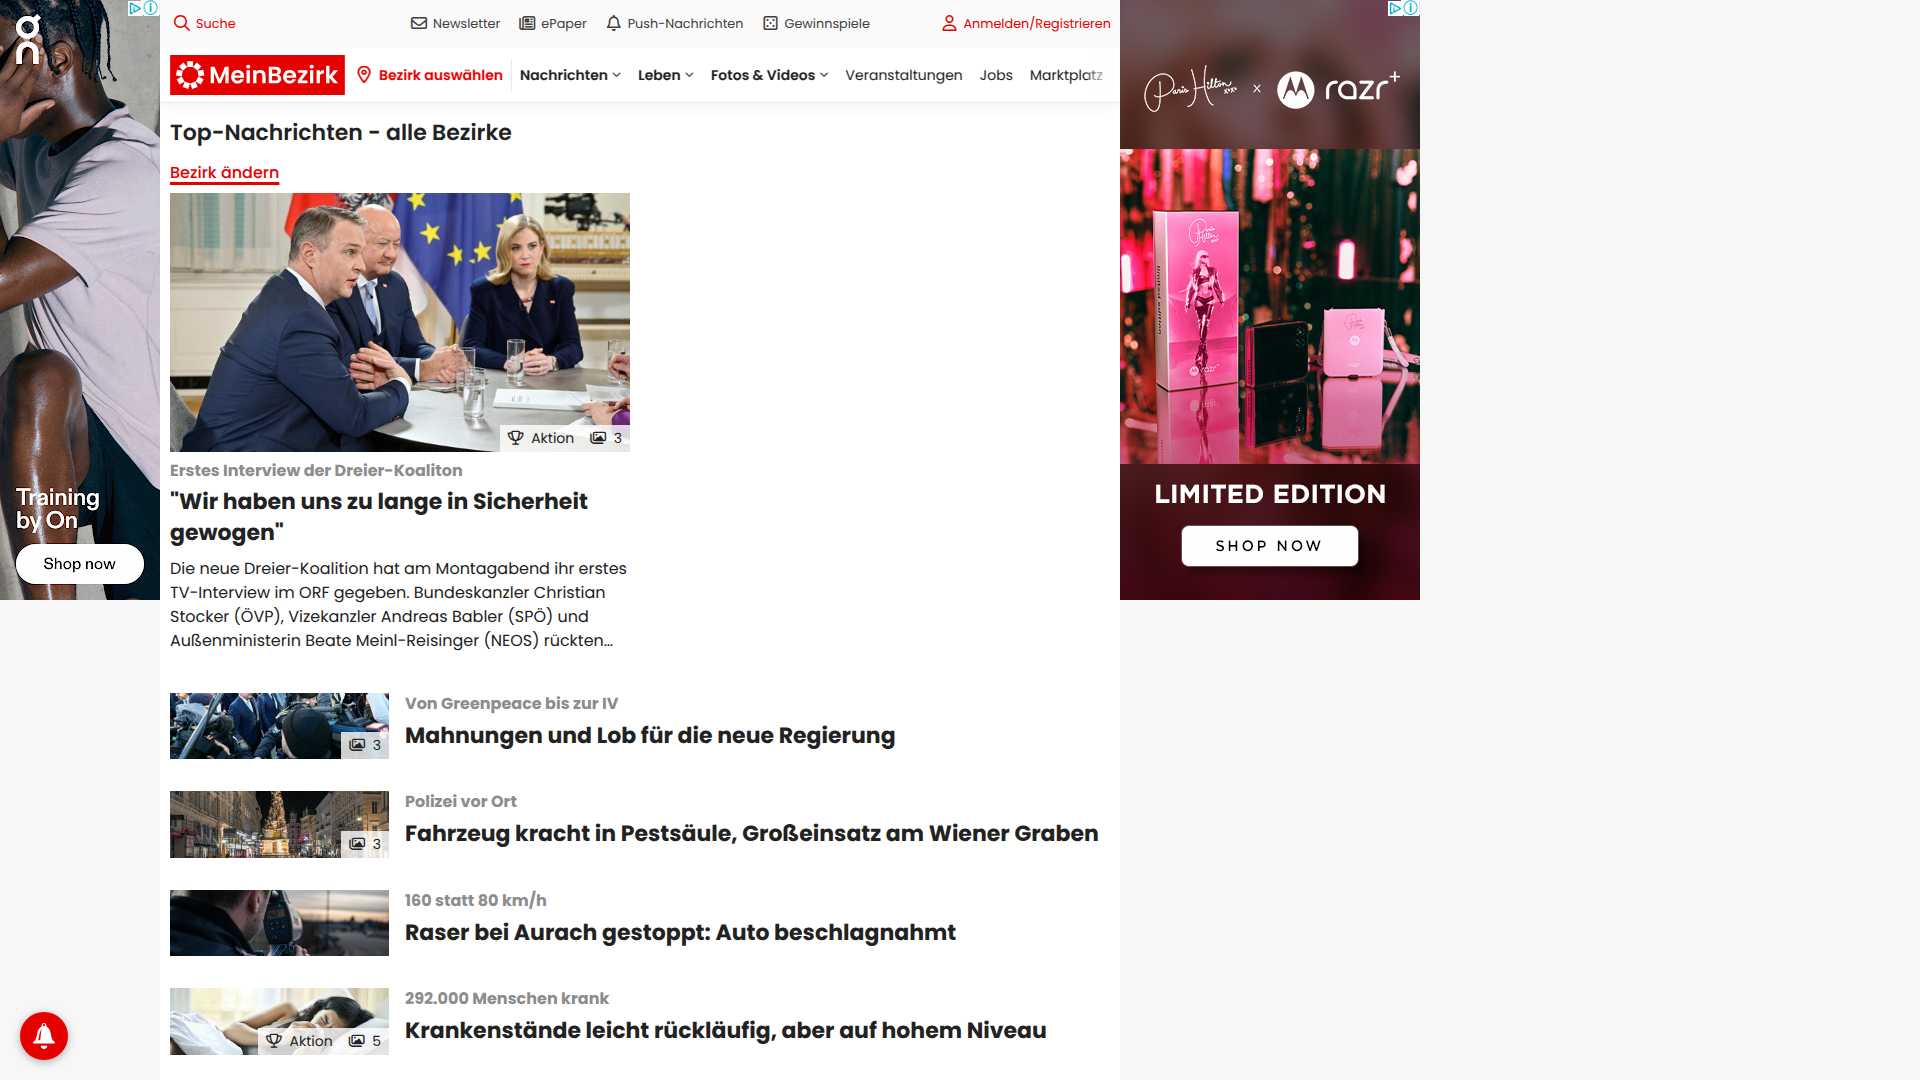 Suche
Newsletter
ePaper
Push-Nachrichten
Gewinnspiele
Anmelden/Registrieren
MeinBezirk
Bezirk auswählen
Nachrichten
Leben
Fotos & Videos
Veranstaltungen
Jobs
Marktplatz
Top-Nachrichten - alle Bezirke
Bezirk ändern
Aktion 3
Erstes Interview der Dreier-Koaliton
"Wir haben uns zu lange in Sicherheit
gewogen"
Die neue Dreier-Koalition hat am Montagabend ihr erstes
TV-Interview im ORF gegeben. Bundeskanzler Christian
Stocker (ÖVP), Vizekanzler Andreas Babler (SPÖ) und
Außenministerin Beate Meinl-Reisinger (NEOS) rückten...
3
Von Greenpeace bis zur IV
Mahnungen und Lob für die neue Regierung
3
Polizei vor Ort
Fahrzeug kracht in Pestsäule, Großeinsatz am Wiener Graben
160 statt 80 km/h
Raser bei Aurach gestoppt: Auto beschlagnahmt
Aktion 5
292.000 Menschen krank
Krankenstände leicht rückläufig, aber auf hohem Niveau
on
Training
by On
Shop now
Paris Hilton
x
razr+
LIMITED EDITION
SHOP NOW